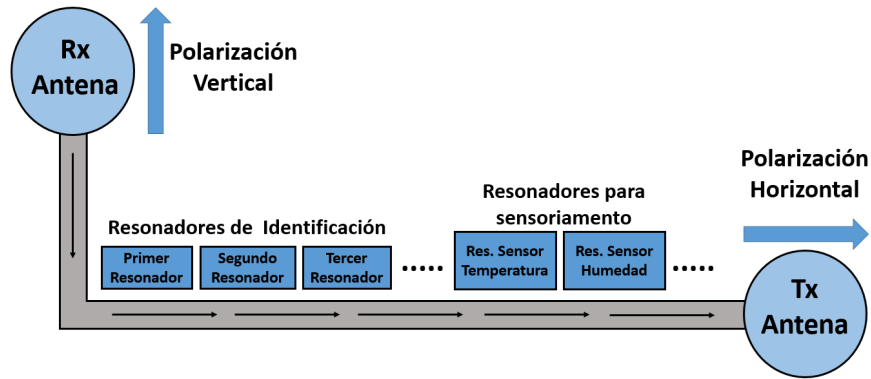 Rx
Antena
Polarización
Vertical
Polarización
Horizontal
Resonadores para
sensoriamento
Resonadores de Identificación
Primer
Resonador
Segundo
Resonador
Tercer
Resonador
.....
Res. Sensor
Temperatura
Res. Sensor
Humedad
.....
Tx
Antena